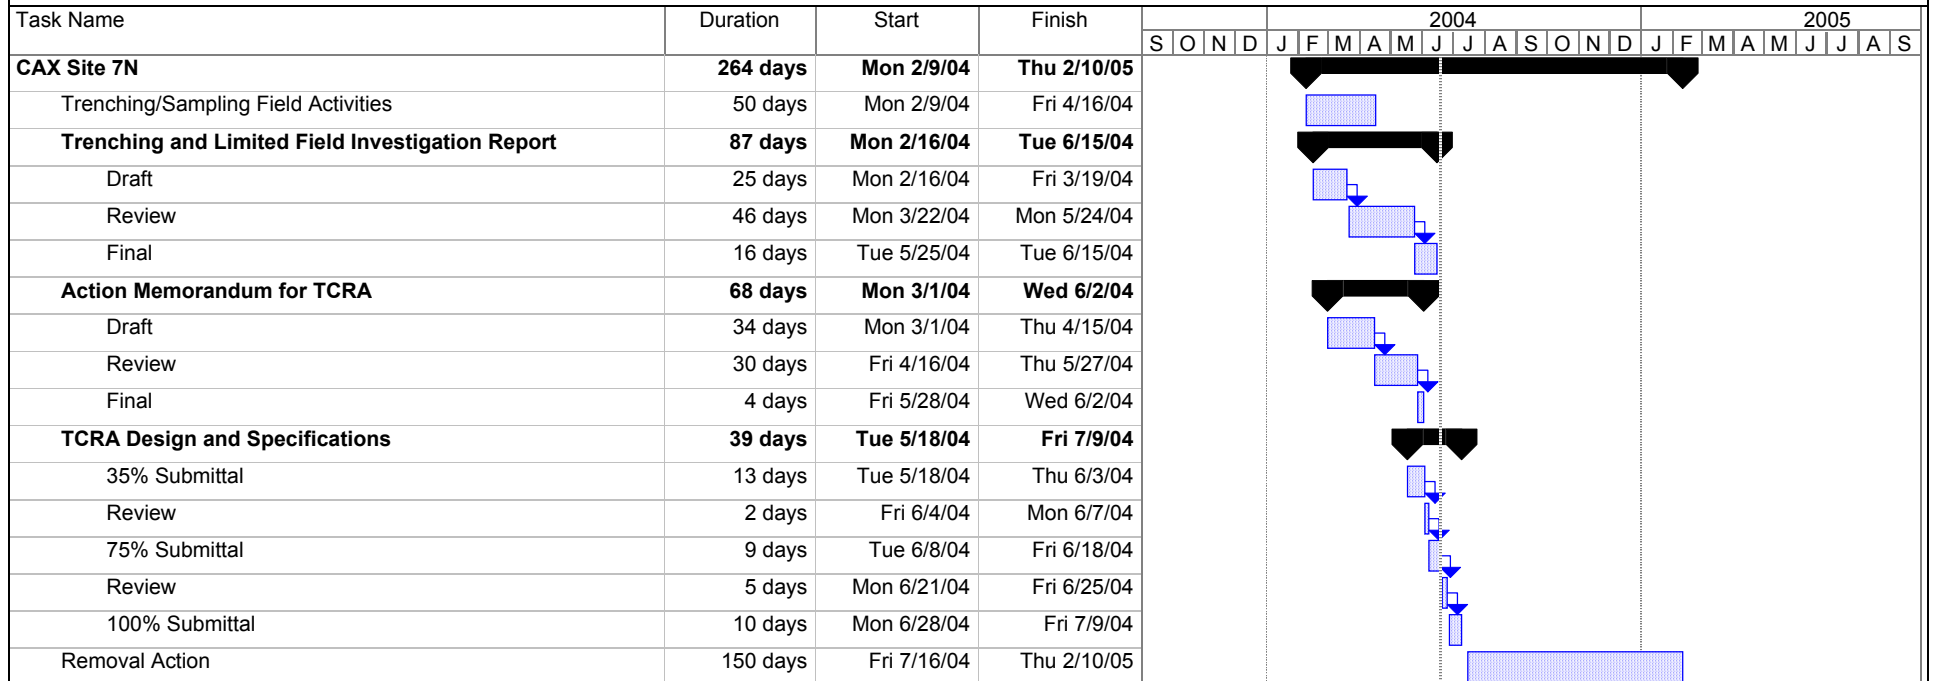 Task Name Duration Start Finish 2004 2005
S O N D J F M A M J J A S O N D J F M A M J J A S
CAX Site 7N 264 days Mon 2/9/04 Thu 2/10/05
Trenching/Sampling Field Activities 50 days Mon 2/9/04 Fri 4/16/04
Trenching and Limited Field Investigation Report 87 days Mon 2/16/04 Tue 6/15/04
Draft 25 days Mon 2/16/04 Fri 3/19/04
Review 46 days Mon 3/22/04 Mon 5/24/04
Final 16 days Tue 5/25/04 Tue 6/15/04
Action Memorandum for TCRA 68 days Mon 3/1/04 Wed 6/2/04
Draft 34 days Mon 3/1/04 Thu 4/15/04
Review 30 days Fri 4/16/04 Thu 5/27/04
Final 4 days Fri 5/28/04 Wed 6/2/04
TCRA Design and Specifications 39 days Tue 5/18/04 Fri 7/9/04
35% Submittal 13 days Tue 5/18/04 Thu 6/3/04
Review 2 days Fri 6/4/04 Mon 6/7/04
75% Submittal 9 days Tue 6/8/04 Fri 6/18/04
Review 5 days Mon 6/21/04 Fri 6/25/04
100% Submittal 10 days Mon 6/28/04 Fri 7/9/04
Removal Action 150 days Fri 7/16/04 Thu 2/10/05